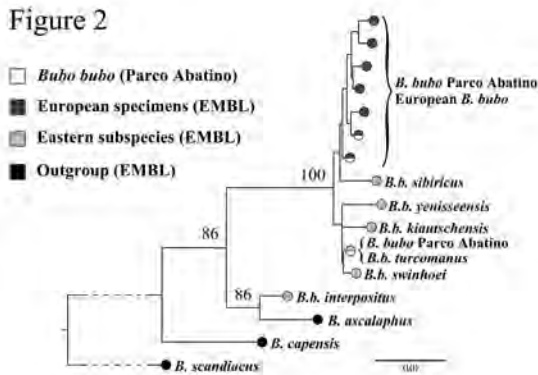 Figure 2
Bubo bubo (Parco Abatino)
European specimens (EMBL)
Eastern subspecies (EMBL)
Outgroup (EMBL)
B. bubo Parco Abatino
European B. bubo
100
B.b. sibiricus
B.b. yenisseensis
B.b. kiautschensis
B. bubo Parco Abatino
B.b. turcomanus
B.b. swinhoei
86
86
B.b. interpositus
B. ascalaphus
B. capensis
B. scandiacus